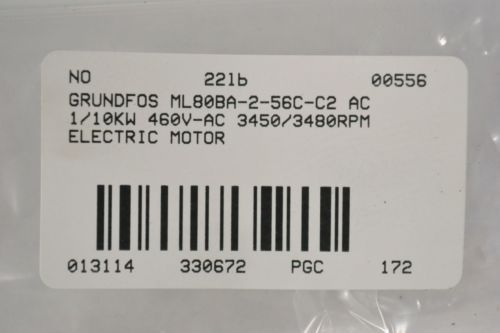 NO 22lb 00556
GRUNDFOS ML80BA-2-56C-C2 AC
1/10KW 460V-AC 3450/3480RPM
ELECTRIC MOTOR
013114 330672 PGC 172